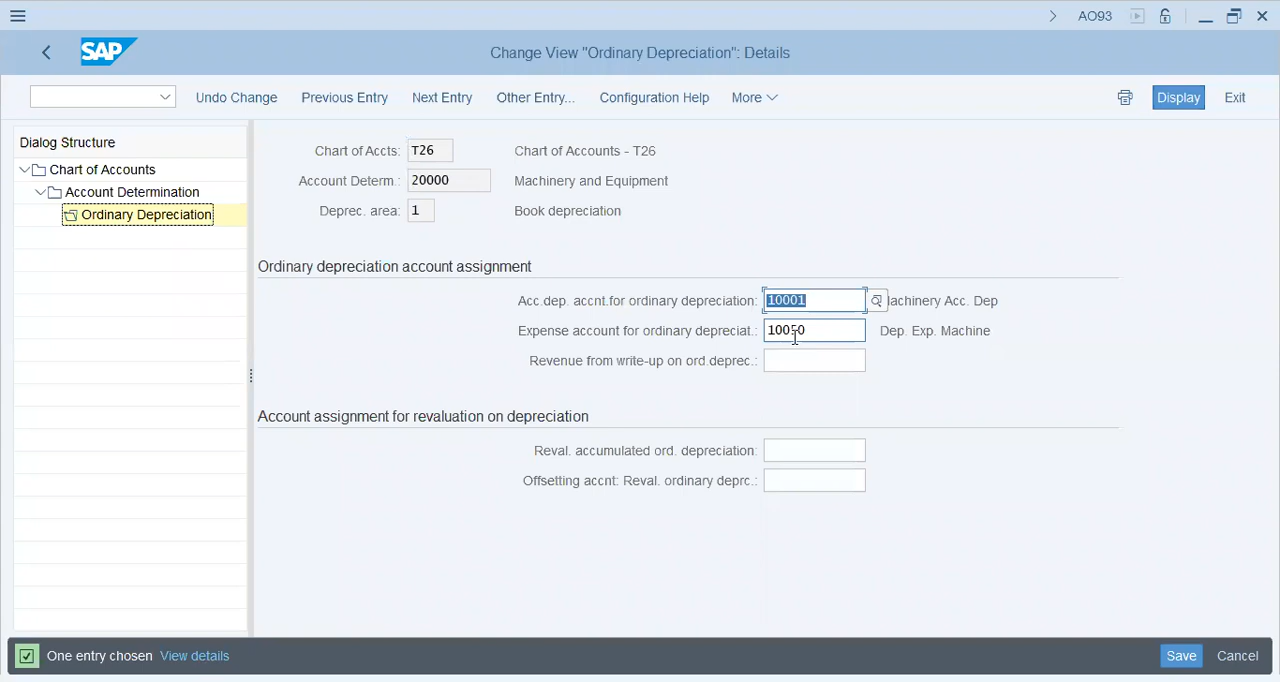 AO93
SAP
Change View "Ordinary Depreciation": Details
Undo Change Previous Entry Next Entry Other Entry... Configuration Help More Display Exit
Dialog Structure
Chart of Accounts
Account Determination
Ordinary Depreciation
Chart of Accts: T26 Chart of Accounts - T26
Account Determ.: 20000 Machinery and Equipment
Deprec. area: 1 Book depreciation
Ordinary depreciation account assignment
Acc.dep. accnt.for ordinary depreciation: 10001 Machinery Acc. Dep
Expense account for ordinary depreciat.: 10050 Dep. Exp. Machine
Revenue from write-up on ord.deprec.:
Account assignment for revaluation on depreciation
Reval. accumulated ord. depreciation:
Offsetting accnt: Reval. ordinary deprc.:
One entry chosen View details Save Cancel